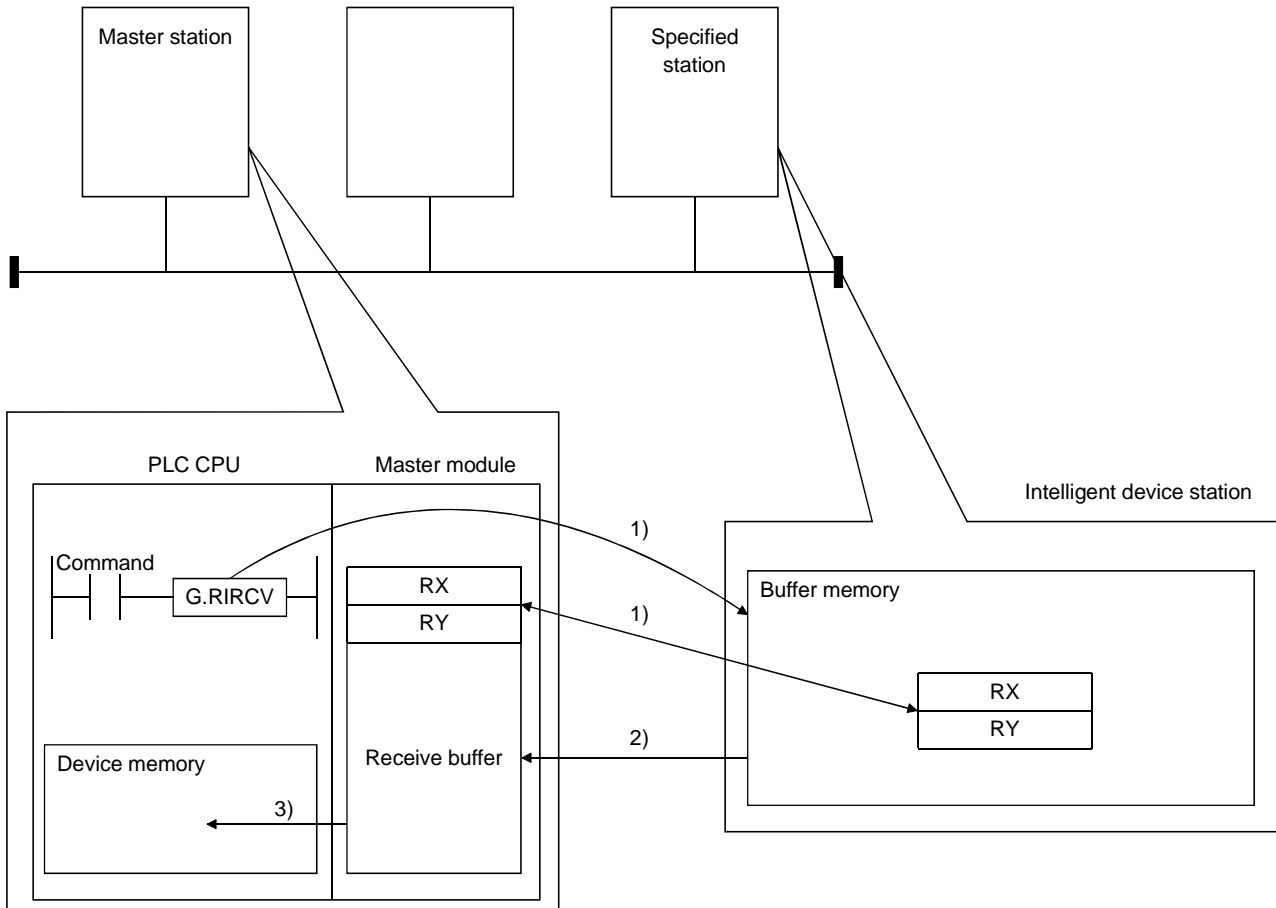 Master station
Specified
station
PLC CPU
Master module
Intelligent device station
1)
Command
G.RIRCV
RX
RY
1)
Buffer memory
RX
RY
2)
Device memory
Receive buffer
3)